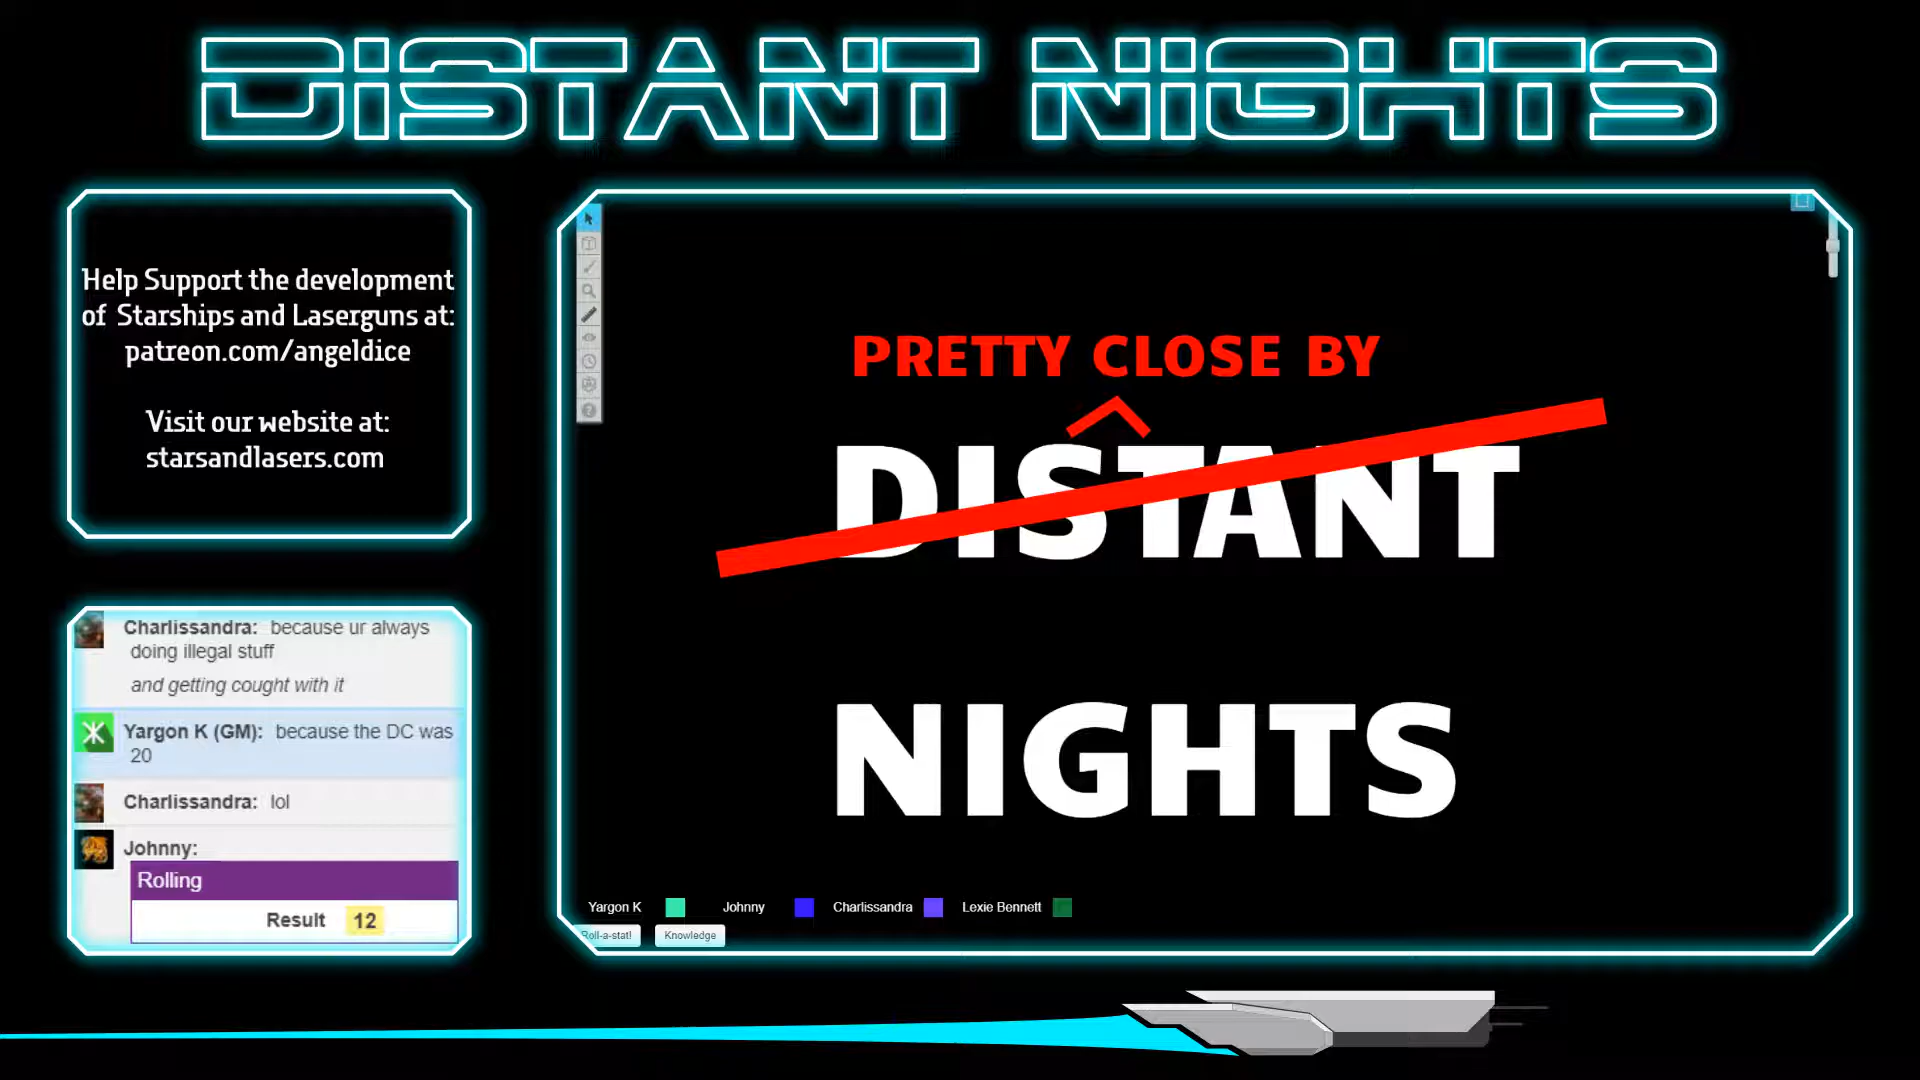 DISTANT NIGHTS
Help Support the development
of Starships and Laserguns at:
patreon.com/angeldice
Visit our website at:
starsandlasers.com
Charlissandra: because ur always
doing illegal stuff
and getting cought with it
Yargon K (GM): because the DC was
20
Charlissandra: lol
Johnny:
Rolling
Result 12
PRETTY CLOSE BY
DISTANT
NIGHTS
Yargon K Johnny Charlissandra Lexie Bennett
Roll-a-stat! Knowledge